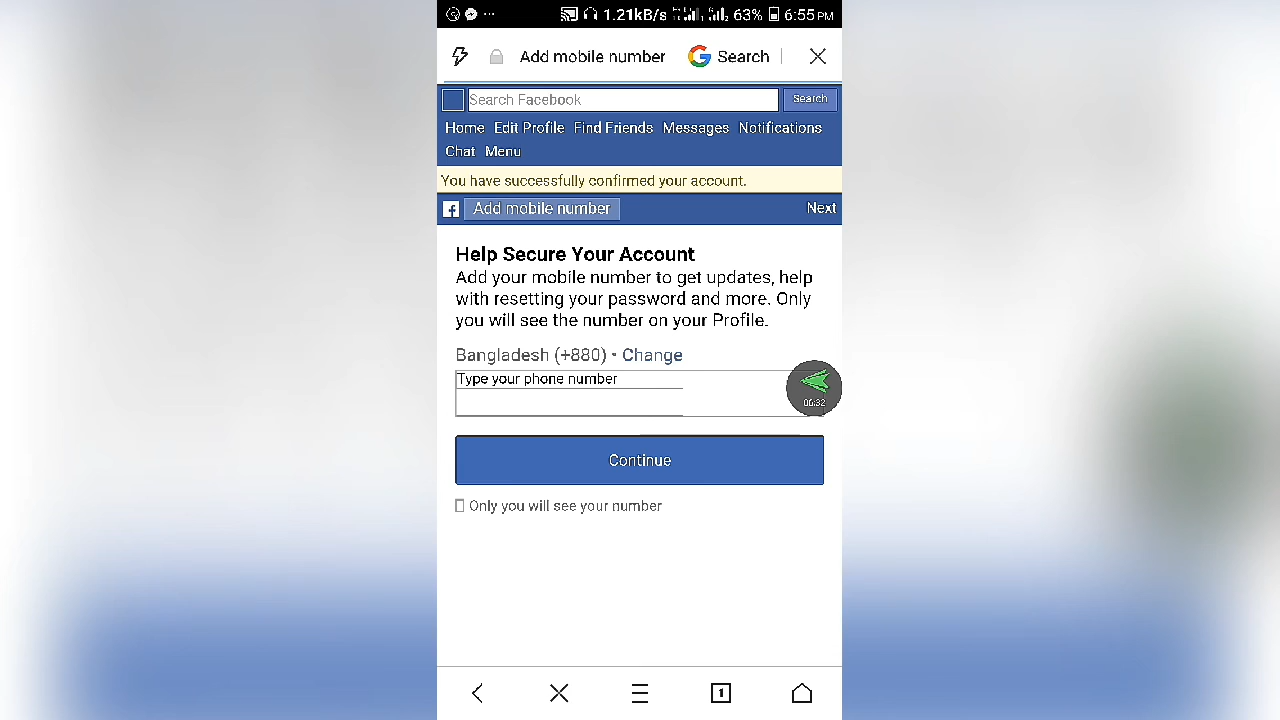 1.21kB/s 63% 6:55 PM
Add mobile number Search
Search Facebook Search
Home Edit Profile Find Friends Messages Notifications
Chat Menu
You have successfully confirmed your account.
Add mobile number Next
Help Secure Your Account
Add your mobile number to get updates, help
with resetting your password and more. Only
you will see the number on your Profile.
Bangladesh (+880) • Change
Type your phone number
06:32
Continue
Only you will see your number
1